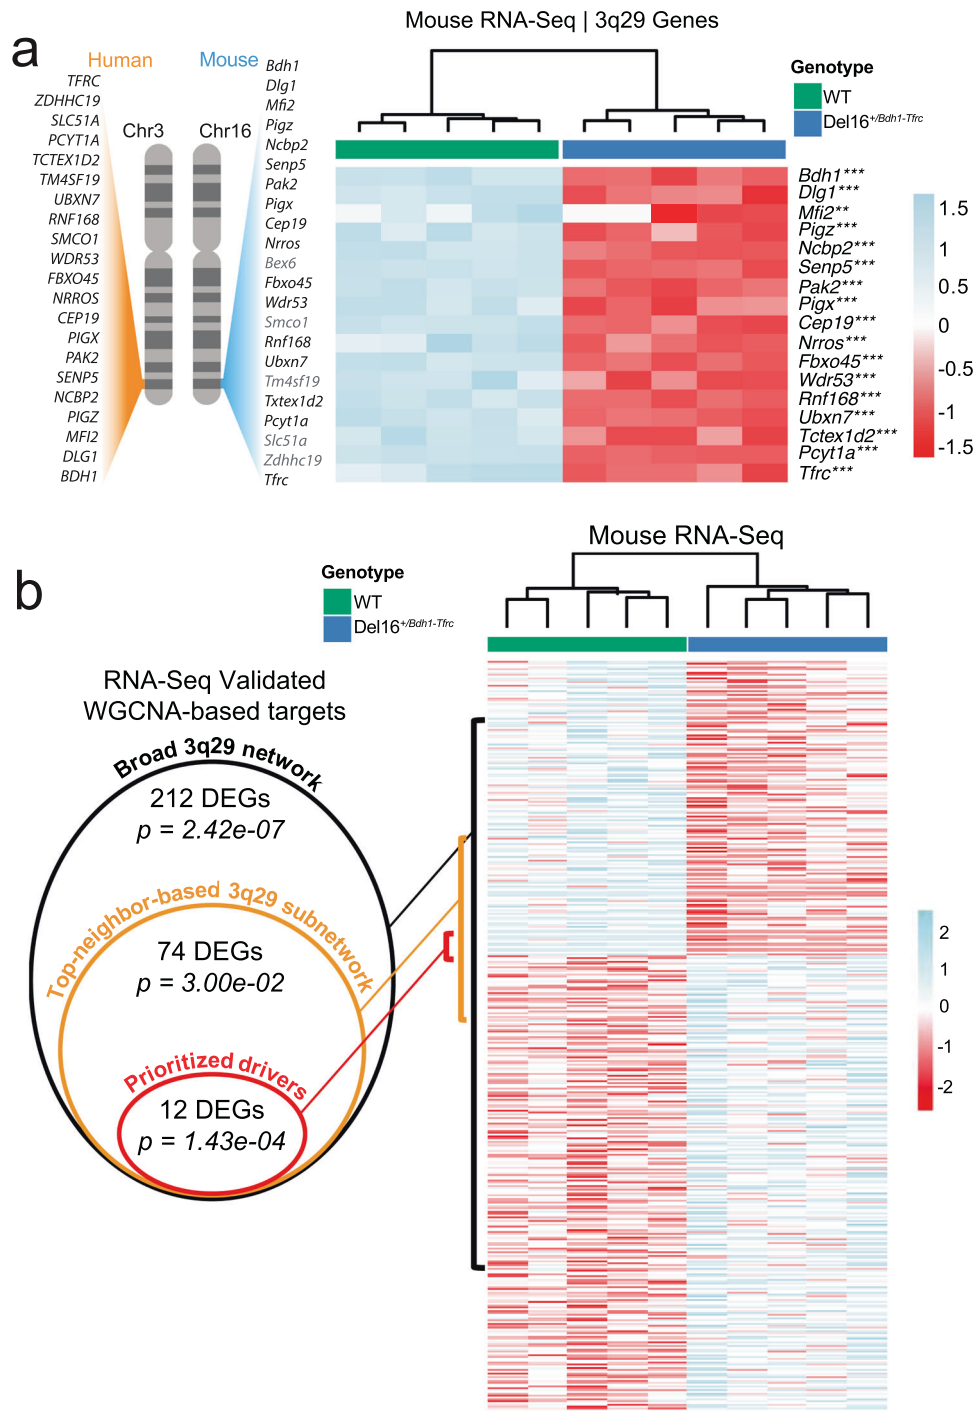 a
Mouse RNA-Seq | 3q29 Genes
Human
Mouse
TFRC
ZDHHC19
SLC51A
PCYT1A
TCTEX1D2
TM4SF19
UBXN7
RNF168
SMCO1
WDR53
FBXO45
NRROS
CEP19
PIGX
PAK2
SENP5
NCBP2
PIGZ
MFI2
DLG1
BDH1
Chr3
Chr16
Bdh1
Dlg1
Mfi2
Pigz
Ncbp2
Senp5
Pak2
Pigx
Cep19
Nrros
Bex6
Fbxo45
Wdr53
Smco1
Rnf168
Ubxn7
Tm4sf19
Txtex1d2
Pcyt1a
Slc51a
Zdhhc19
Tfrc
Genotype
WT
Del16+/Bdh1-Tfrc
Bdh1***
Dlg1***
Mfi2**
Pigz***
Ncbp2***
Senp5***
Pak2***
Pigx***
Cep19***
Nrros***
Fbxo45***
Wdr53***
Rnf168***
Ubxn7***
Tctex1d2***
Pcyt1a***
Tfrc***
1.5
1
0.5
0
-0.5
-1
-1.5
b
Mouse RNA-Seq
Genotype
WT
Del16+/Bdh1-Tfrc
RNA-Seq Validated
WGCNA-based targets
Broad 3q29 network
212 DEGs
p = 2.42e-07
Top-neighbor-based 3q29 subnetwork
74 DEGs
p = 3.00e-02
Prioritized drivers
12 DEGs
p = 1.43e-04
2
1
0
-1
-2